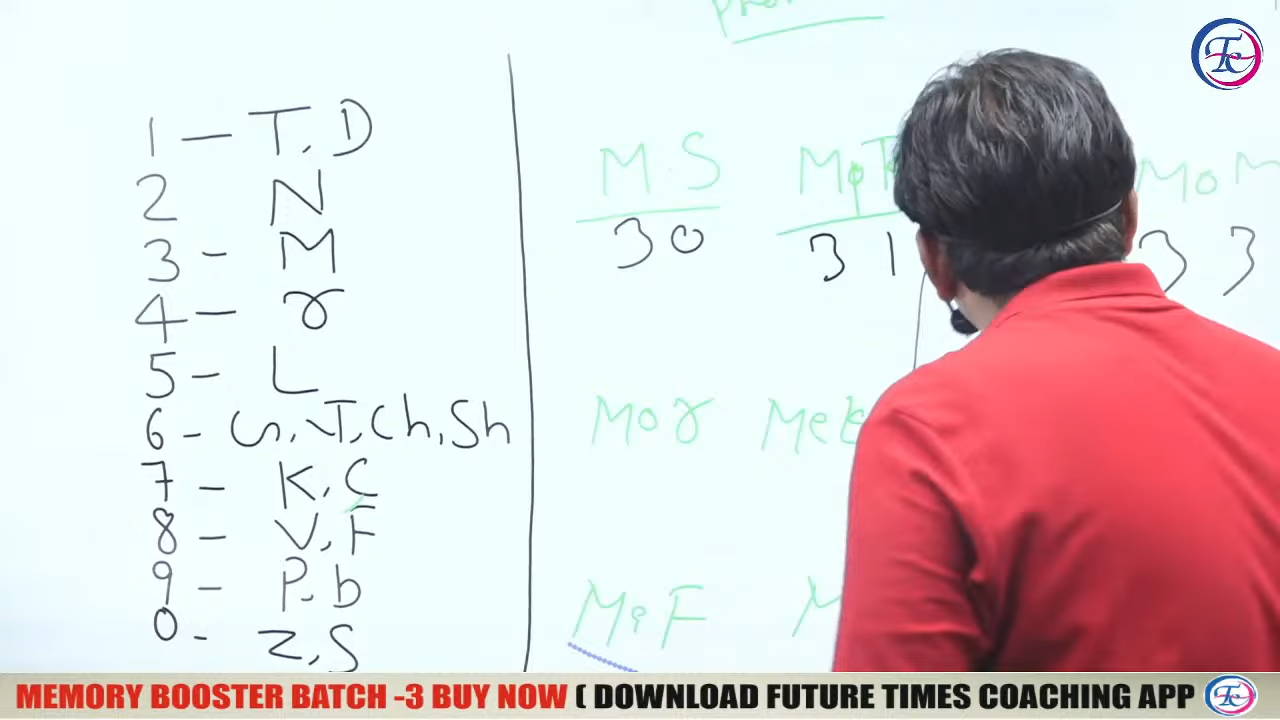 1 - T, D
2 N
3 - M
4 - r
5 - L
6 - G, J, Ch, Sh
7 - K, C
8 - V, F
9 - P, b
0 - Z, S
M S
30
31
MoM
33
Mor
MeF
MEMORY BOOSTER BATCH -3 BUY NOW ( DOWNLOAD FUTURE TIMES COACHING APP